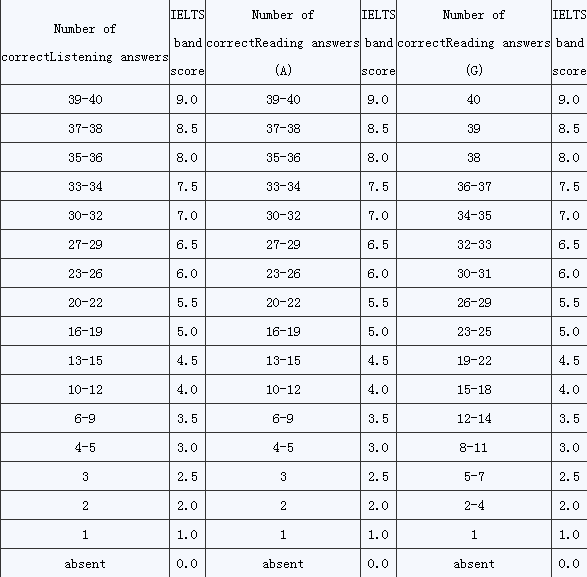 Number of correctListening answers IELTS band score Number of correctReading answers (A) IELTS band score Number of correctReading answers (G) IELTS band score
39-40 9.0 39-40 9.0 40 9.0
37-38 8.5 37-38 8.5 39 8.5
35-36 8.0 35-36 8.0 38 8.0
33-34 7.5 33-34 7.5 36-37 7.5
30-32 7.0 30-32 7.0 34-35 7.0
27-29 6.5 27-29 6.5 32-33 6.5
23-26 6.0 23-26 6.0 30-31 6.0
20-22 5.5 20-22 5.5 26-29 5.5
16-19 5.0 16-19 5.0 23-25 5.0
13-15 4.5 13-15 4.5 19-22 4.5
10-12 4.0 10-12 4.0 15-18 4.0
6-9 3.5 6-9 3.5 12-14 3.5
4-5 3.0 4-5 3.0 8-11 3.0
3 2.5 3 2.5 5-7 2.5
2 2.0 2 2.0 2-4 2.0
1 1.0 1 1.0 1 1.0
absent 0.0 absent 0.0 absent 0.0